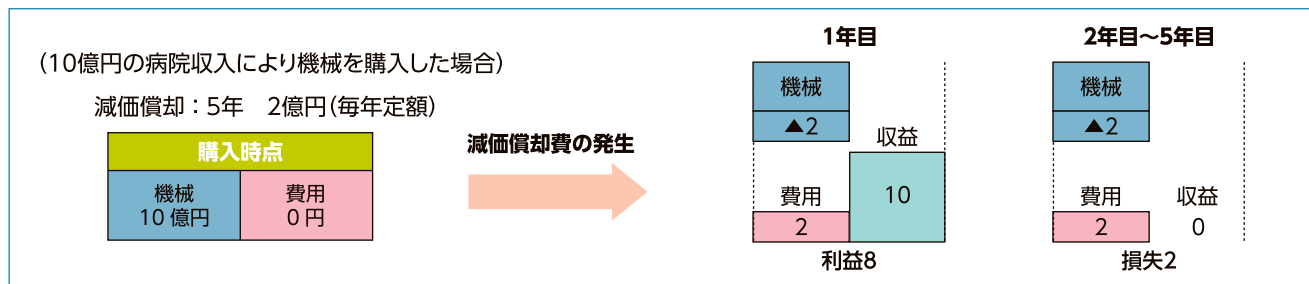 (10億円の病院収入により機械を購入した場合)
減価償却:5年 2億円(毎年定額)
購入時点
機械
10 億円
費用
0 円
減価償却費の発生
1年目
機械
▲2
収益
10
費用
2
利益8
2年目~5年目
機械
▲2
費用
2
収益
0
損失2